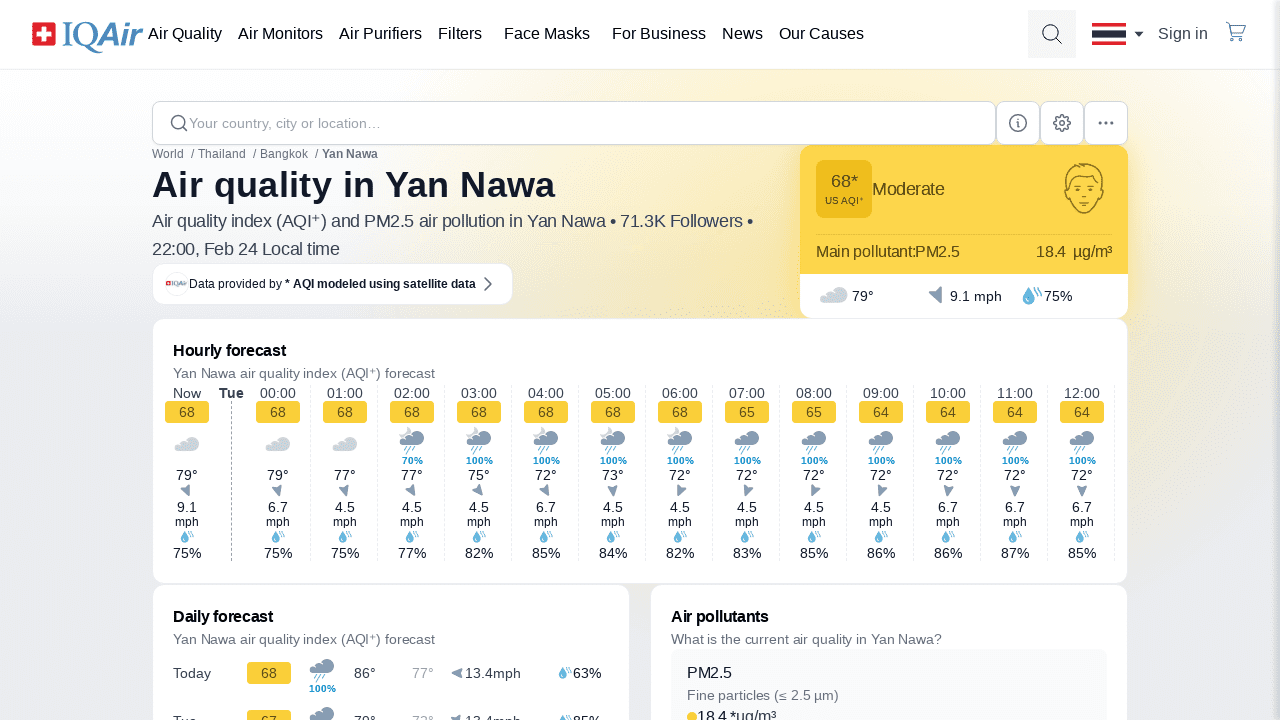 IQAir Air Quality Air Monitors Air Purifiers Filters Face Masks For Business News Our Causes Sign in
Your country, city or location…
World / Thailand / Bangkok / Yan Nawa
Air quality in Yan Nawa
Air quality index (AQI⁺) and PM2.5 air pollution in Yan Nawa • 71.3K Followers •
22:00, Feb 24 Local time
IQAir Data provided by * AQI modeled using satellite data
68*
US AQI⁺
Moderate
Main pollutant: PM2.5 18.4 µg/m³
79° 9.1 mph 75%
Hourly forecast
Yan Nawa air quality index (AQI⁺) forecast
Now Tue 00:00 01:00 02:00 03:00 04:00 05:00 06:00 07:00 08:00 09:00 10:00 11:00 12:00
68 68 68 68 68 68 68 68 65 65 64 64 64 64
70% 100% 100% 100% 100% 100% 100% 100% 100% 100% 100%
79° 79° 77° 77° 75° 72° 73° 72° 72° 72° 72° 72° 72° 72°
9.1 6.7 4.5 4.5 4.5 6.7 4.5 4.5 4.5 4.5 4.5 6.7 6.7 6.7
mph mph mph mph mph mph mph mph mph mph mph mph mph mph
75% 75% 75% 77% 82% 85% 84% 82% 83% 85% 86% 86% 87% 85%
Daily forecast
Yan Nawa air quality index (AQI⁺) forecast
Today 68 100% 86° 77° 13.4mph 63%
Tue 67 79° 72° 13.4mph 85%
Air pollutants
What is the current air quality in Yan Nawa?
PM2.5
Fine particles (≤ 2.5 µm)
18.4 *µg/m³